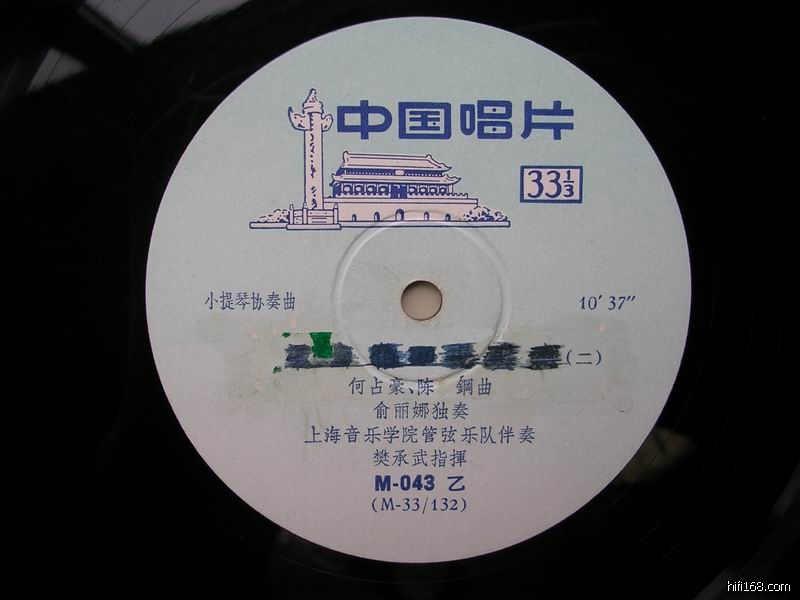 中国唱片
33⅓
小提琴协奏曲 10′37″
(二)
何占豪、陈 鋼曲
俞丽娜独奏
上海音乐学院管弦乐队伴奏
樊承武指揮
M-043 乙
(M-33/132)
hifi168.com